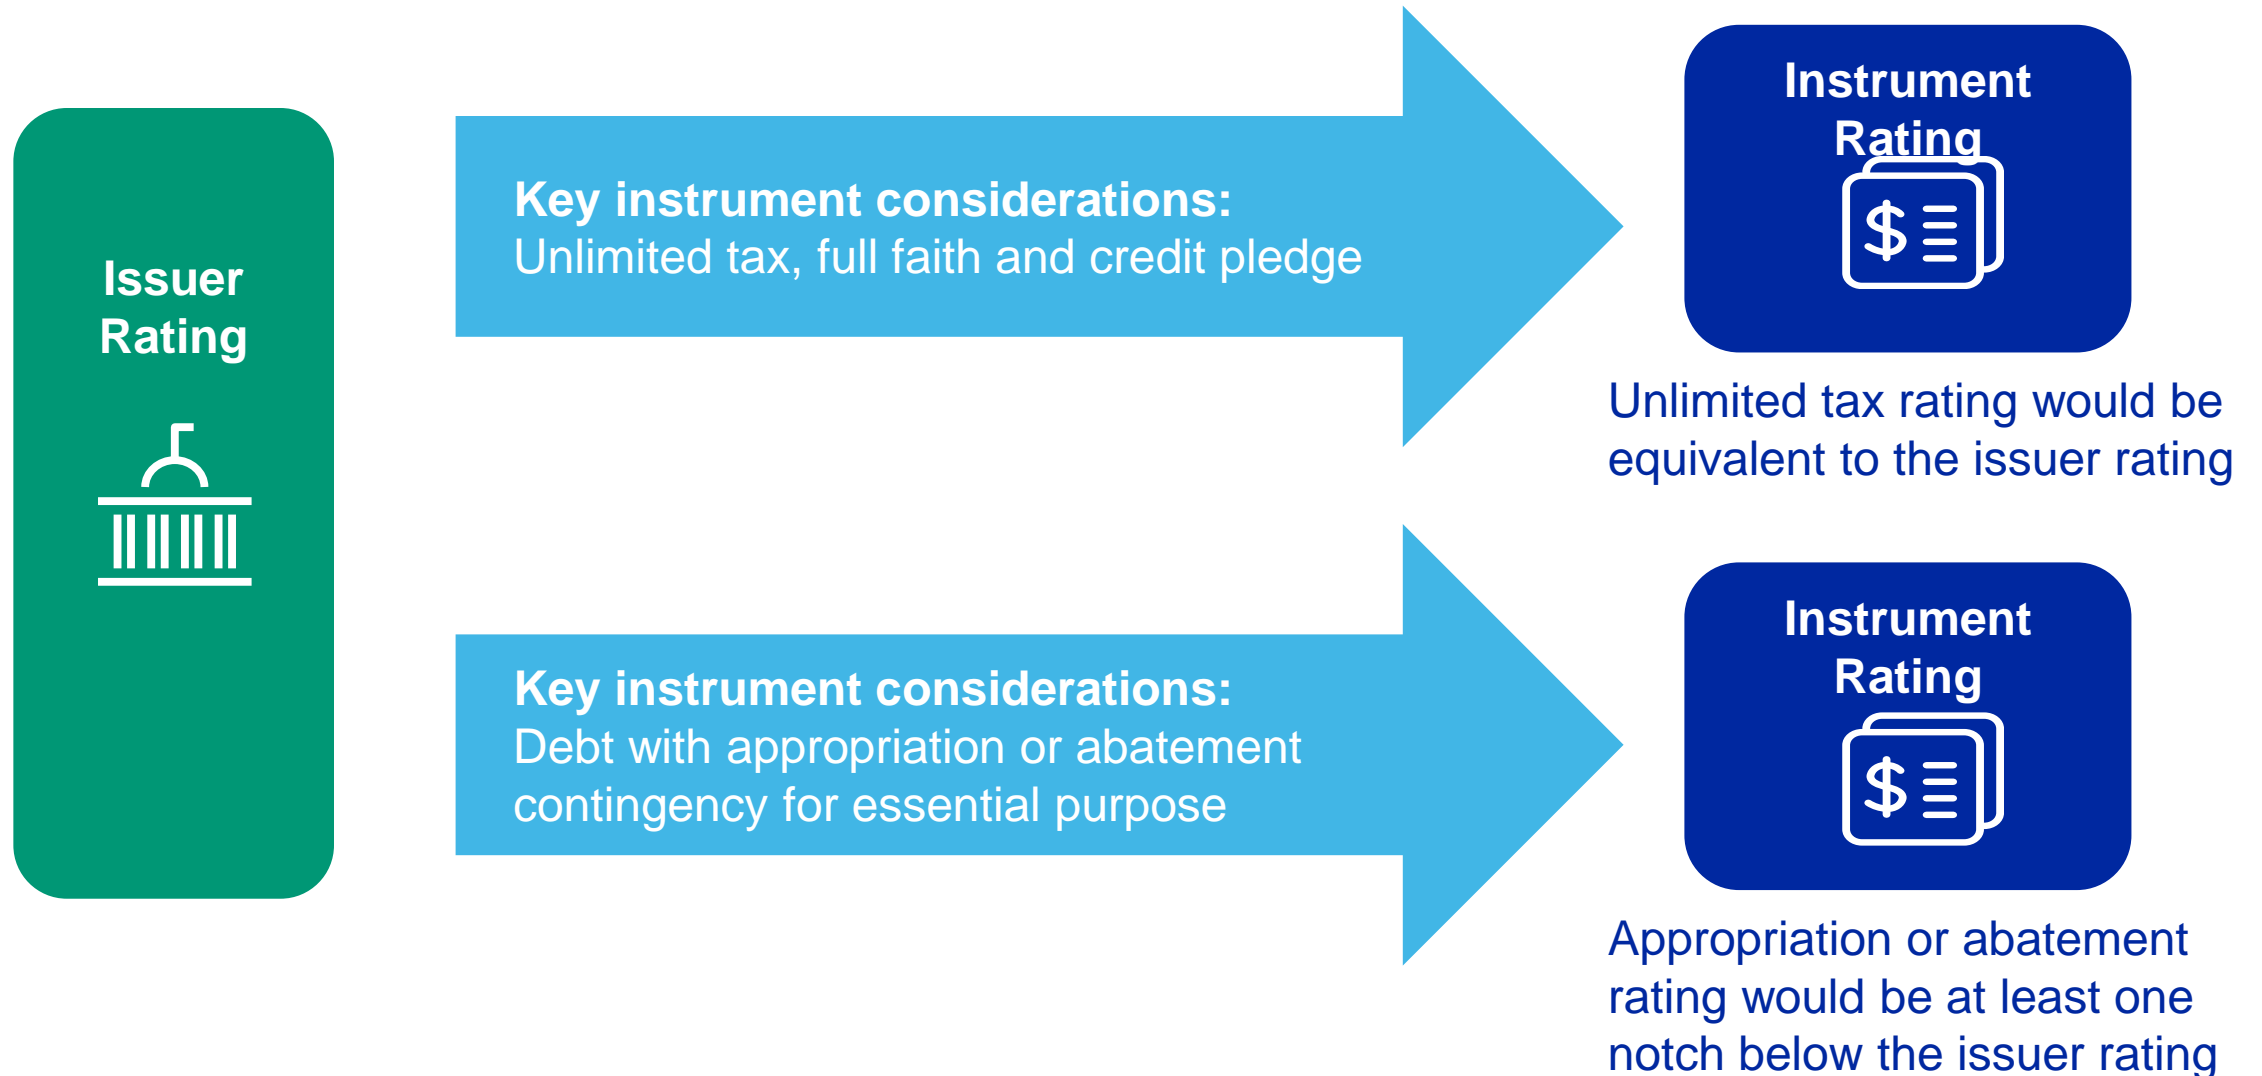 Issuer
Rating
Key instrument considerations:
Unlimited tax, full faith and credit pledge
Instrument
Rating
$
Unlimited tax rating would be
equivalent to the issuer rating
Key instrument considerations:
Debt with appropriation or abatement
contingency for essential purpose
Instrument
Rating
$
Appropriation or abatement
rating would be at least one
notch below the issuer rating